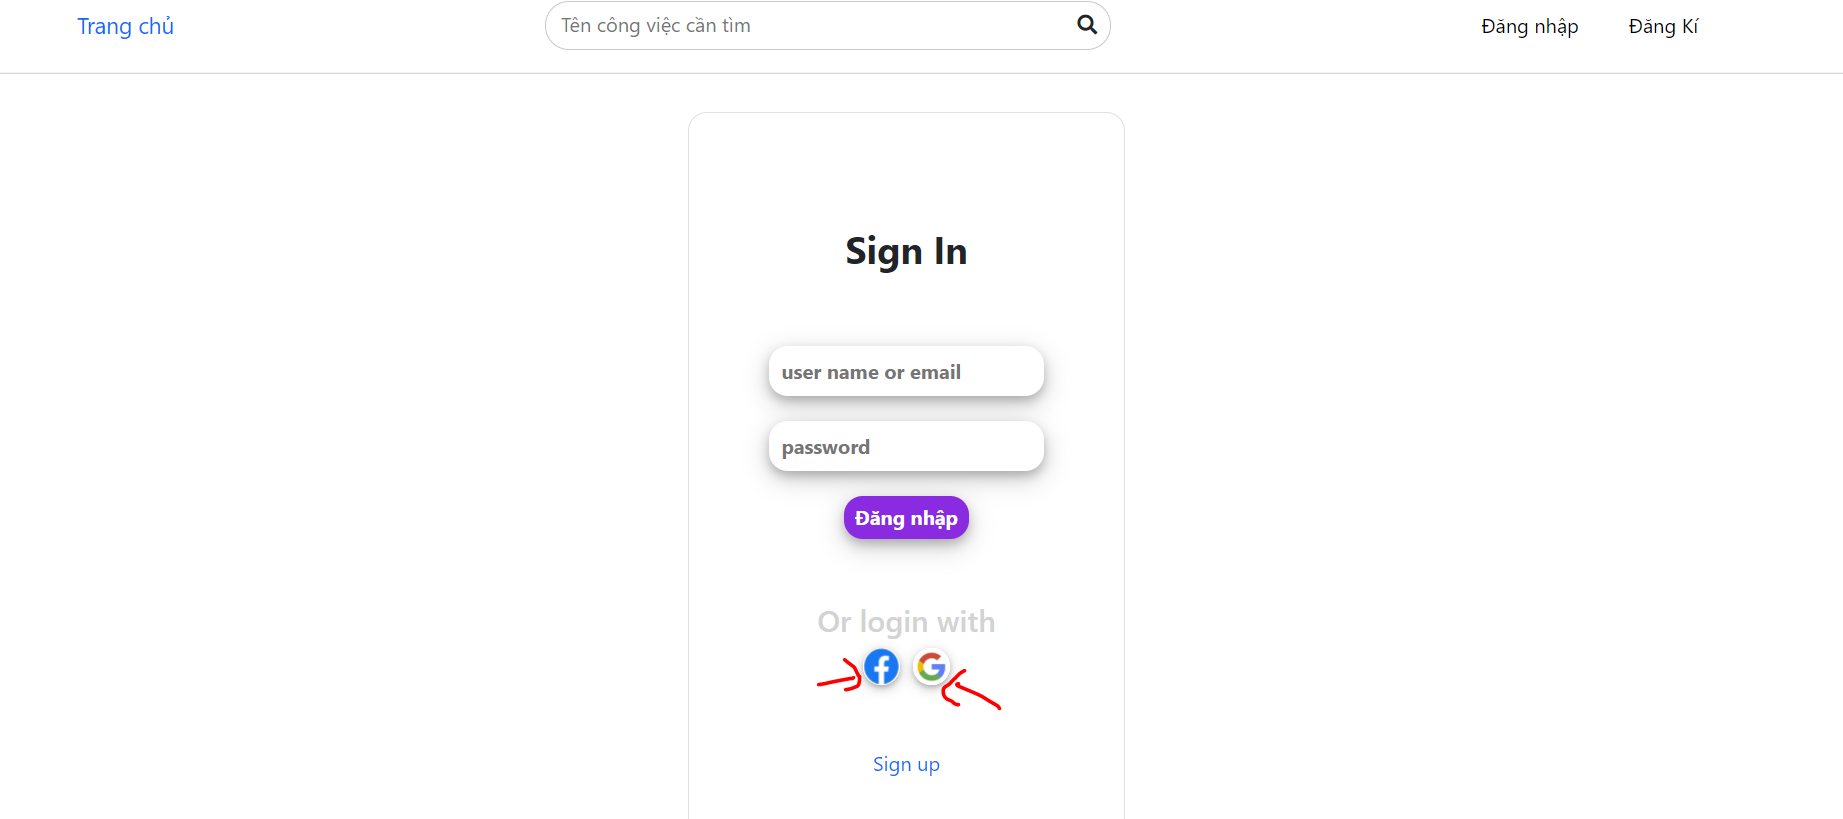 Trang chủ
Tên công việc cần tìm
Đăng nhập
Đăng Kí
Sign In
user name or email
password
Đăng nhập
Or login with
Sign up